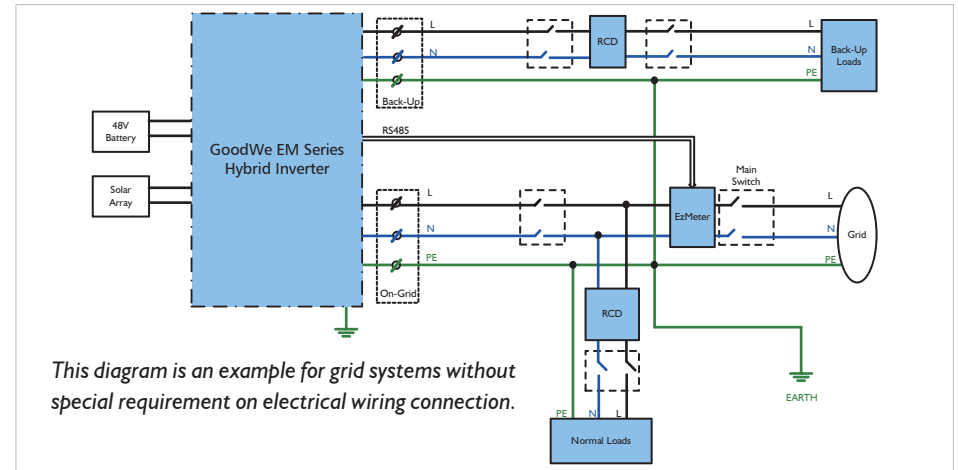 L
N
PE
Back-Up
RCD
L
N
PE
Back-Up
Loads
48V
Battery
Solar
Array
GoodWe EM Series
Hybrid Inverter
RS485
L
N
PE
On-Grid
EzMeter
Main
Switch
L
N
PE
Grid
RCD
PE
N
L
Normal Loads
EARTH
This diagram is an example for grid systems without
special requirement on electrical wiring connection.